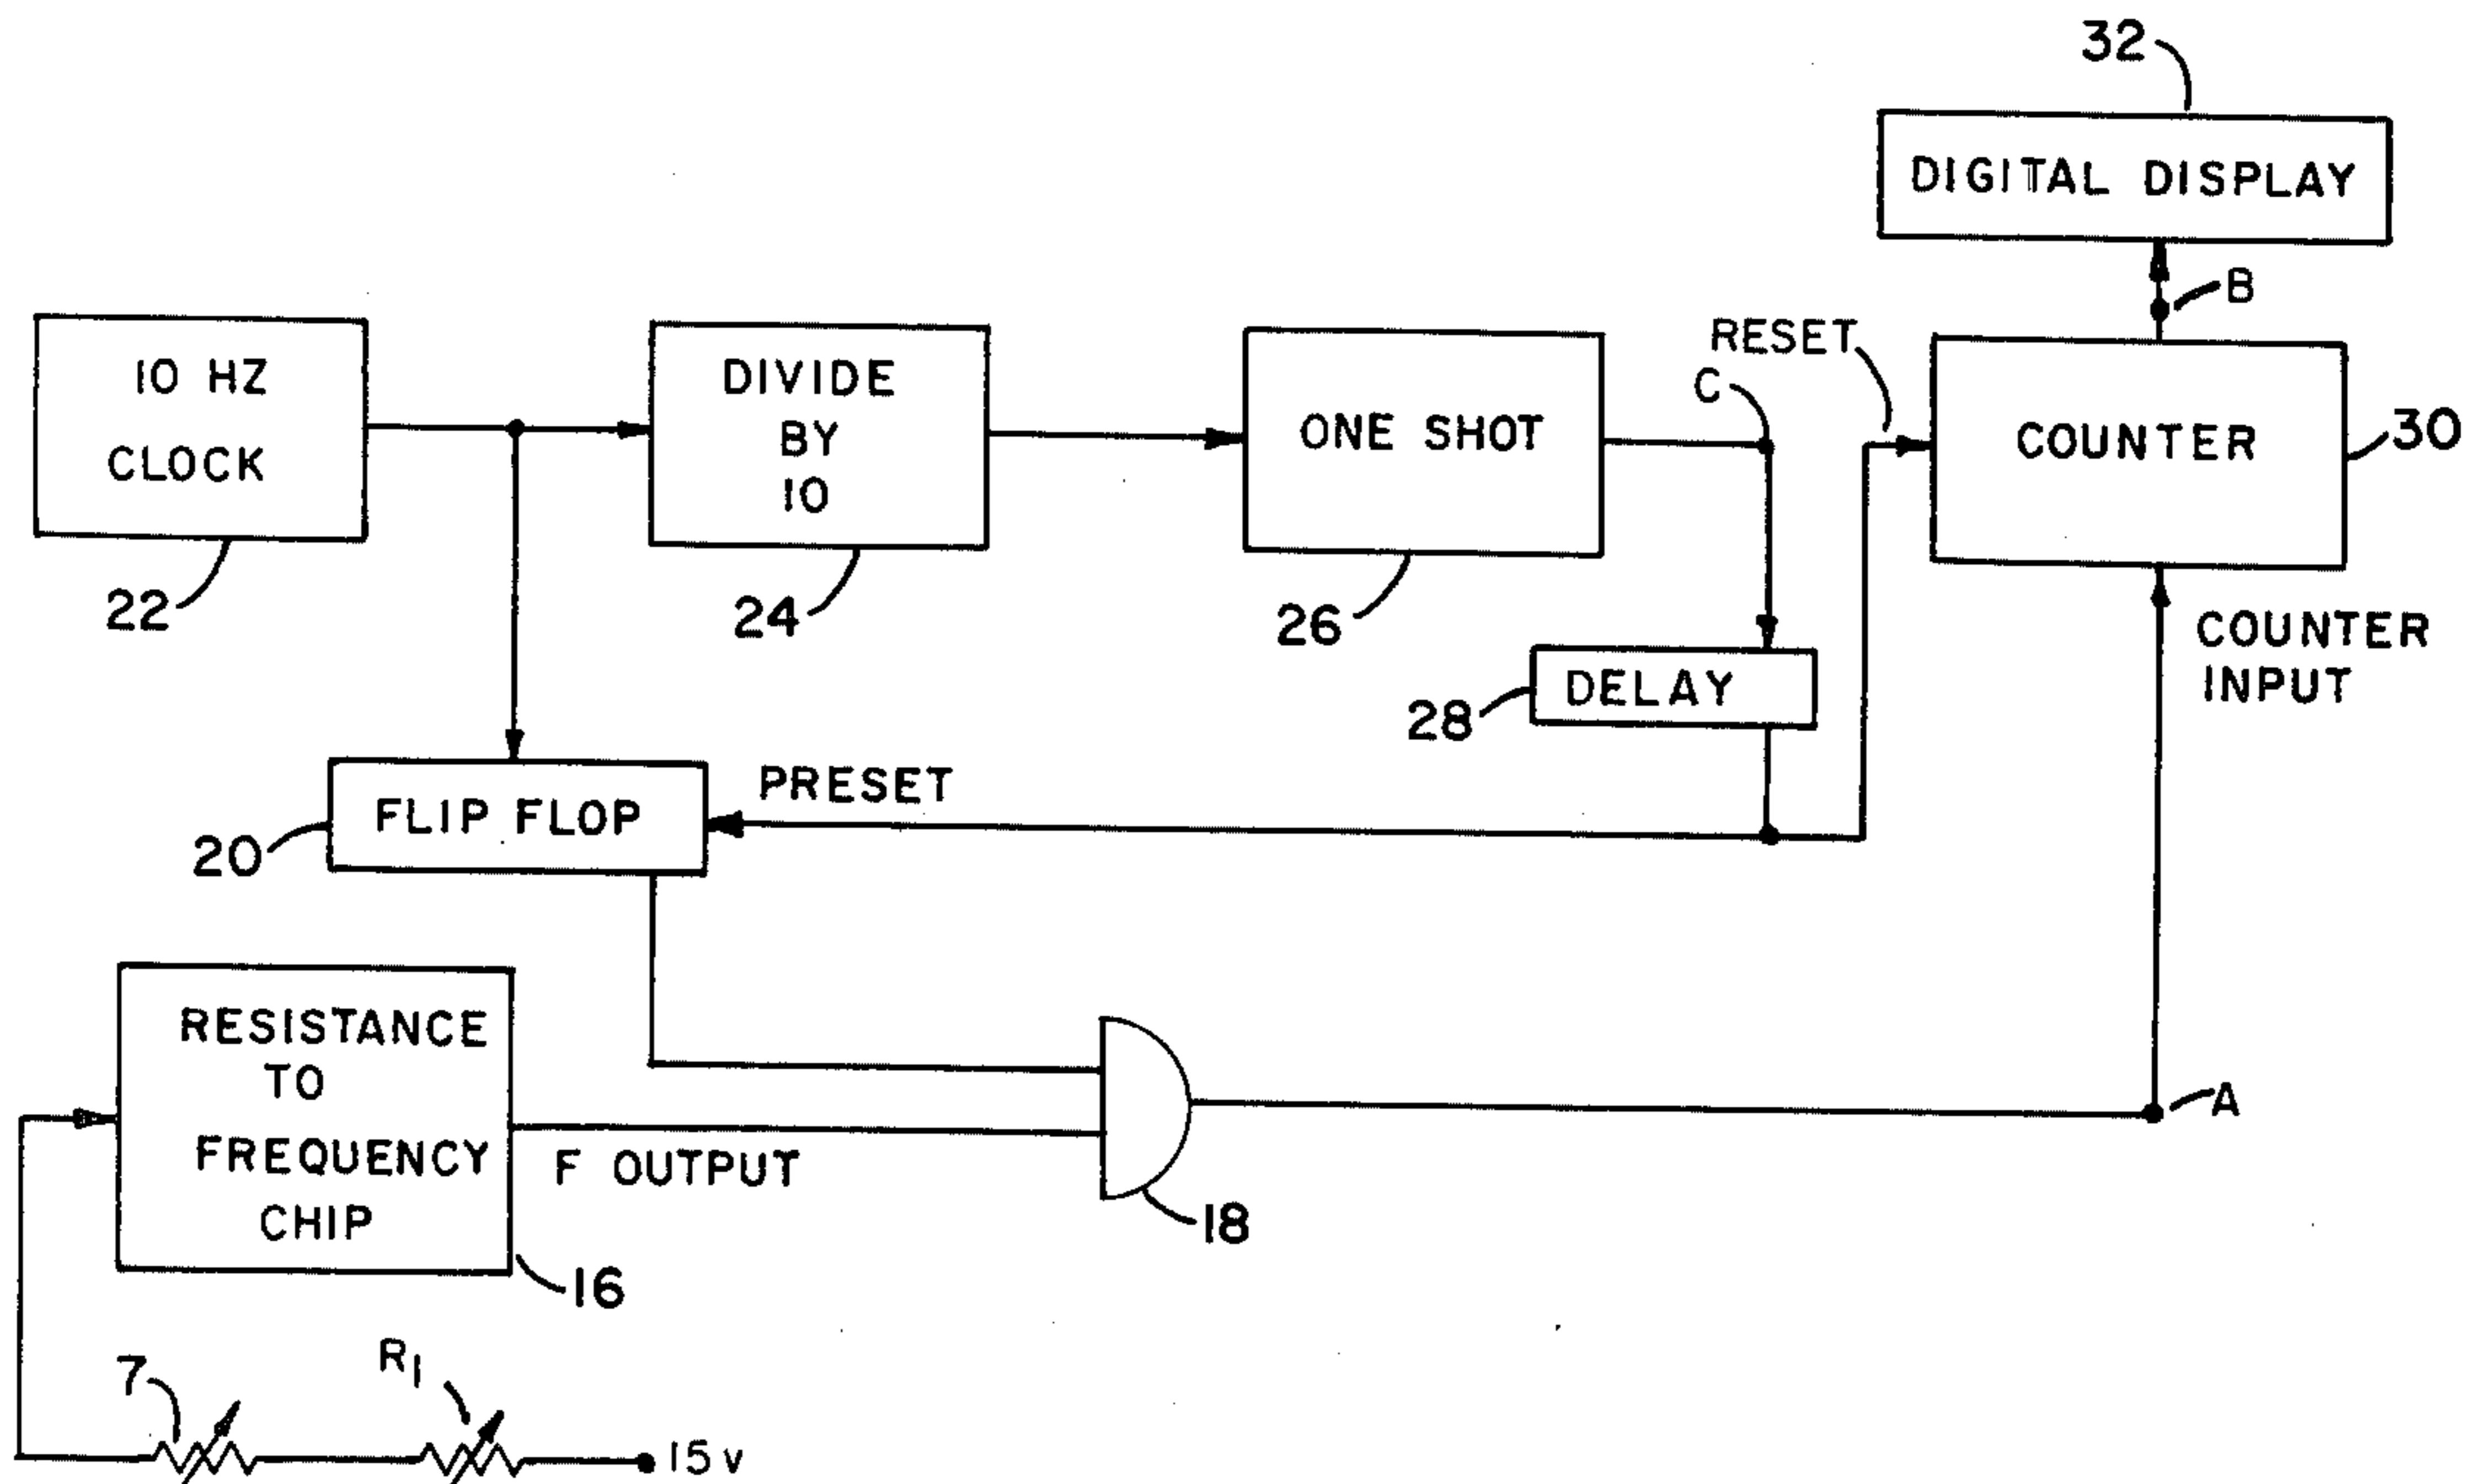 32
DIGITAL DISPLAY
B
10 HZ
CLOCK
22
DIVIDE
BY
10
24
ONE SHOT
26
RESET
C
COUNTER
30
COUNTER
INPUT
DELAY
28
FLIP FLOP
20
PRESET
RESISTANCE
TO
FREQUENCY
CHIP
16
F OUTPUT
18
A
7
R1
15v